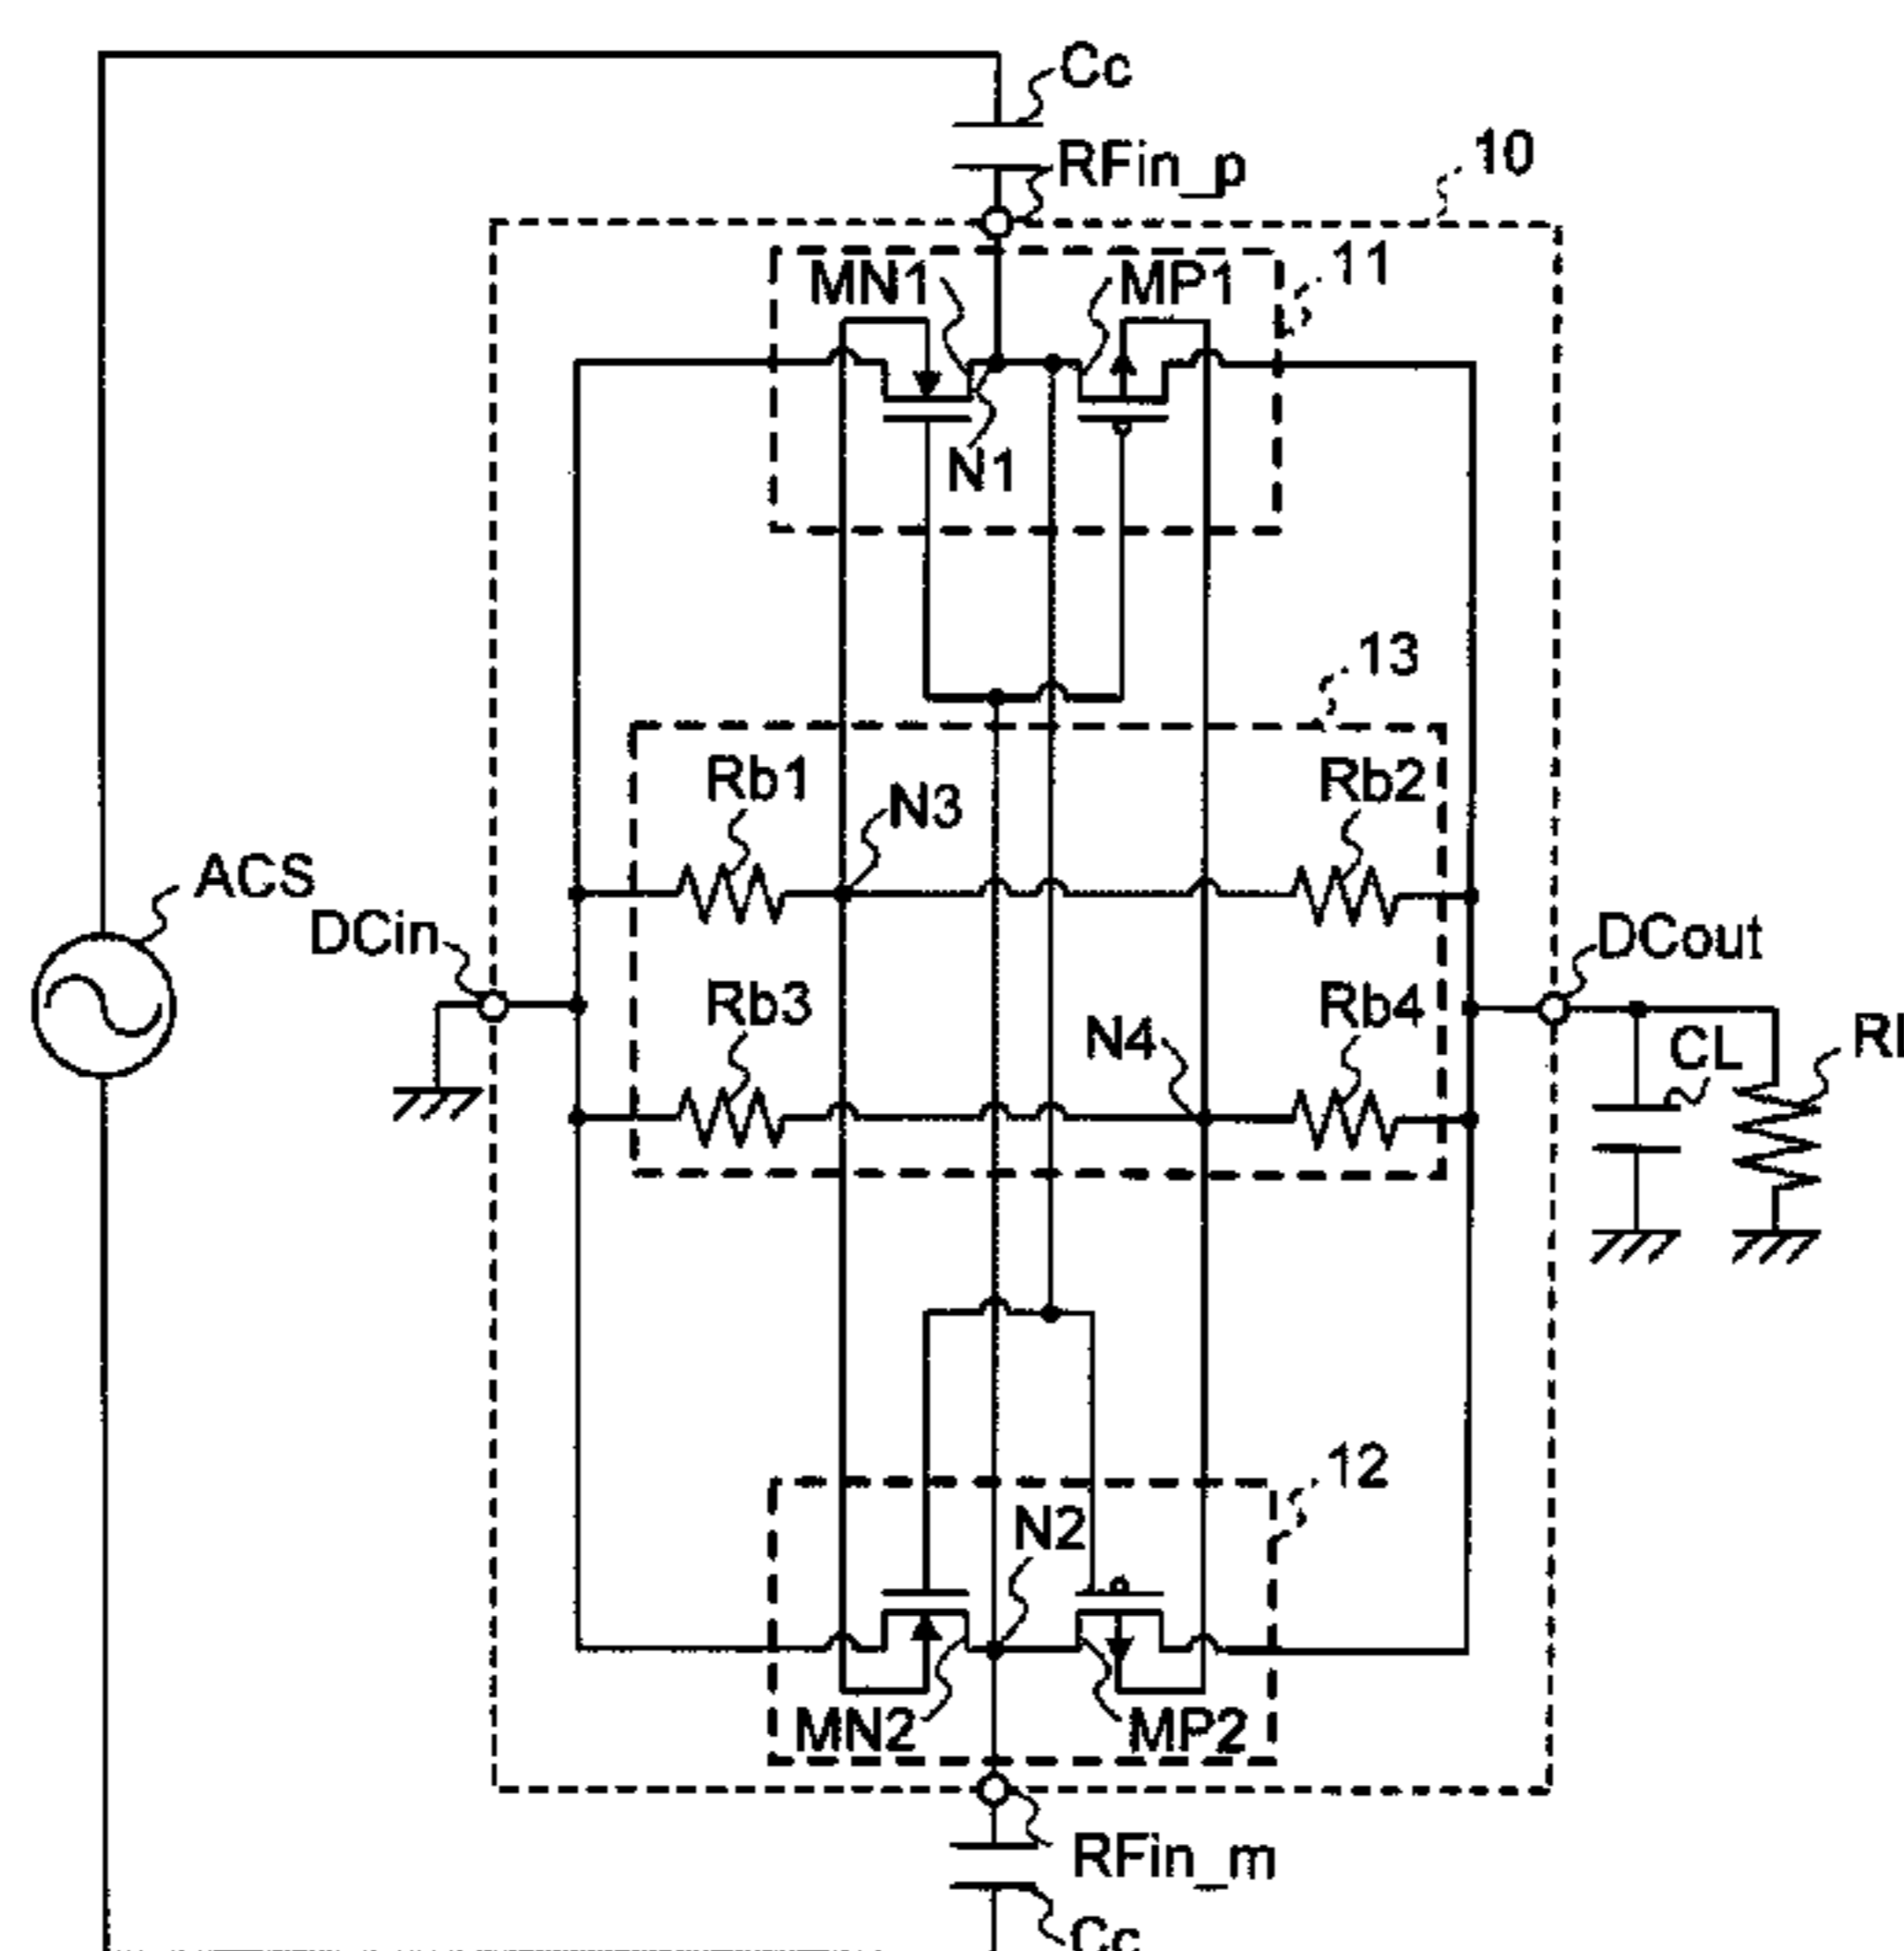 Cc
RFin_p
10
11
MN1
MP1
N1
13
Rb1
N3
Rb2
ACS
DCin
DCout
Rb3
N4
Rb4
CL
12
N2
MN2
MP2
RFin_m
Cc